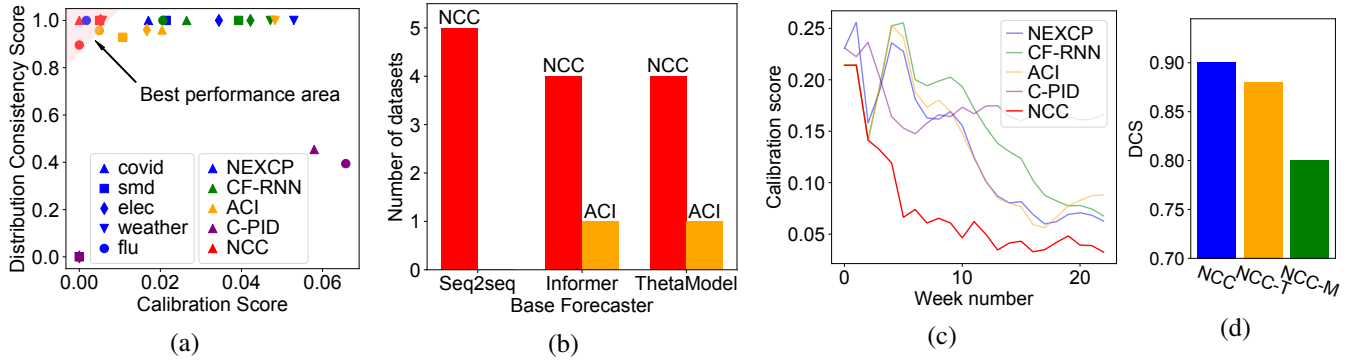 Distribution Consistency Score
1.0
0.8
0.6
0.4
0.2
0.0
Best performance area
covid
smd
elec
weather
flu
NEXCP
CF-RNN
ACI
C-PID
NCC
0.00 0.02 0.04 0.06
Calibration Score
(a)
Number of datasets
5
4
3
2
1
0
NCC
NCC
NCC
ACI
ACI
Seq2seq Informer ThetaModel
Base Forecaster
(b)
Calibration score
0.25
0.20
0.15
0.10
0.05
NEXCP
CF-RNN
ACI
C-PID
NCC
0 10 20
Week number
(c)
DCS
0.90
0.85
0.80
0.75
0.70
NCC NCC-T NCC-M
(d)